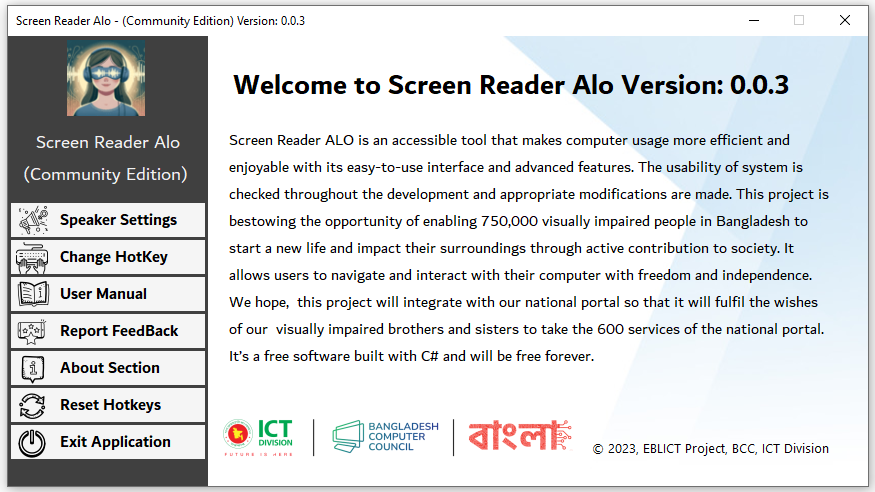 Screen Reader Alo - (Community Edition) Version: 0.0.3
Screen Reader Alo
(Community Edition)
Speaker Settings
Change HotKey
User Manual
Report FeedBack
About Section
Reset Hotkeys
Exit Application
Welcome to Screen Reader Alo Version: 0.0.3
Screen Reader ALO is an accessible tool that makes computer usage more efficient and
enjoyable with its easy-to-use interface and advanced features. The usability of system is
checked throughout the development and appropriate modifications are made. This project is
bestowing the opportunity of enabling 750,000 visually impaired people in Bangladesh to
start a new life and impact their surroundings through active contribution to society. It
allows users to navigate and interact with their computer with freedom and independence.
We hope,  this project will integrate with our national portal so that it will fulfil the wishes
of our  visually impaired brothers and sisters to take the 600 services of the national portal.
It's a free software built with C# and will be free forever.
ICT
DIVISION
FUTURE IS HERE
BANGLADESH
COMPUTER
COUNCIL
বাংলা
© 2023, EBLICT Project, BCC, ICT Division